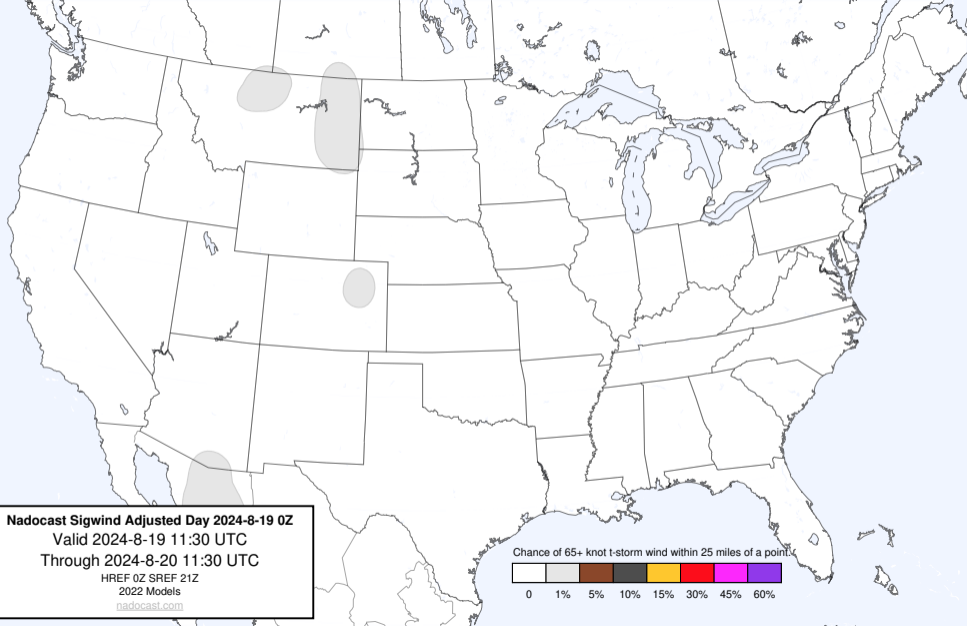 Nadocast Sigwind Adjusted Day 2024-8-19 0Z
Valid 2024-8-19 11:30 UTC
Through 2024-8-20 11:30 UTC
HREF 0Z SREF 21Z
2022 Models
nadocast.com
Chance of 65+ knot t-storm wind within 25 miles of a point.
0 1% 5% 10% 15% 30% 45% 60%